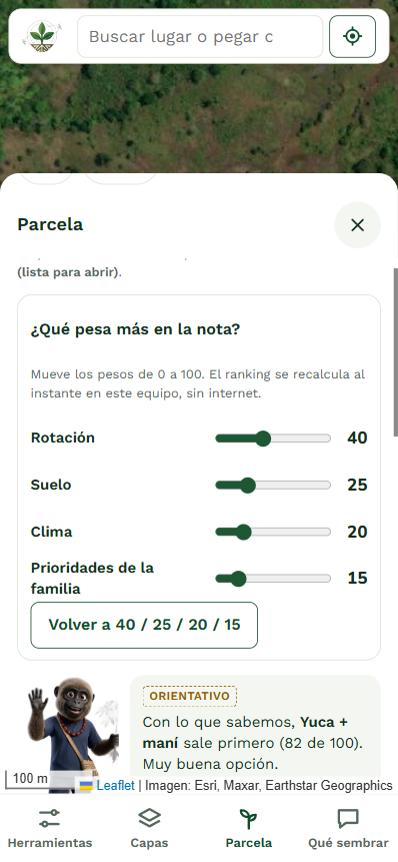 Buscar lugar o pegar c
Parcela
(lista para abrir).
¿Qué pesa más en la nota?
Mueve los pesos de 0 a 100. El ranking se recalcula al
instante en este equipo, sin internet.
Rotación 40
Suelo 25
Clima 20
Prioridades de la
familia 15
Volver a 40 / 25 / 20 / 15
ORIENTATIVO
Con lo que sabemos, Yuca +
maní sale primero (82 de 100).
Muy buena opción.
100 m
Leaflet | Imagen: Esri, Maxar, Earthstar Geographics
Herramientas Capas Parcela Qué sembrar